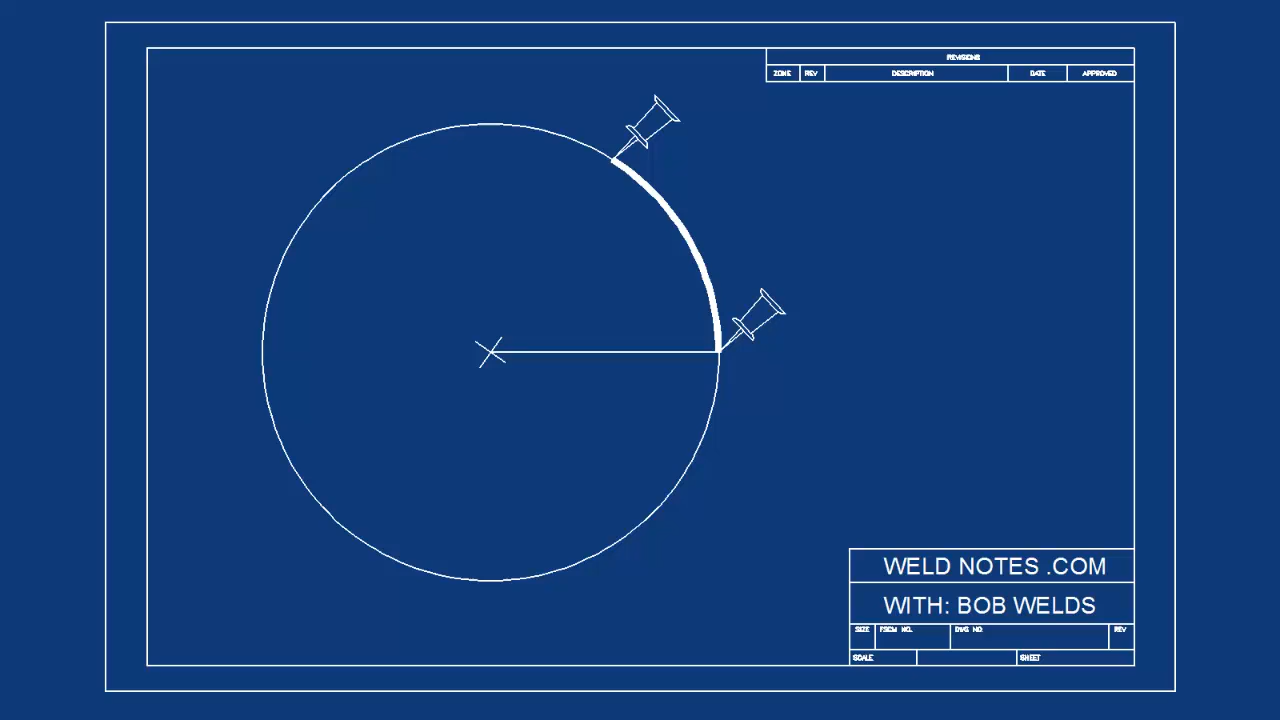 REVISIONS
ZONE REV DESCRIPTION DATE APPROVED
WELD NOTES .COM
WITH: BOB WELDS
SIZE FSCM NO. DWG NO. REV
SCALE SHEET